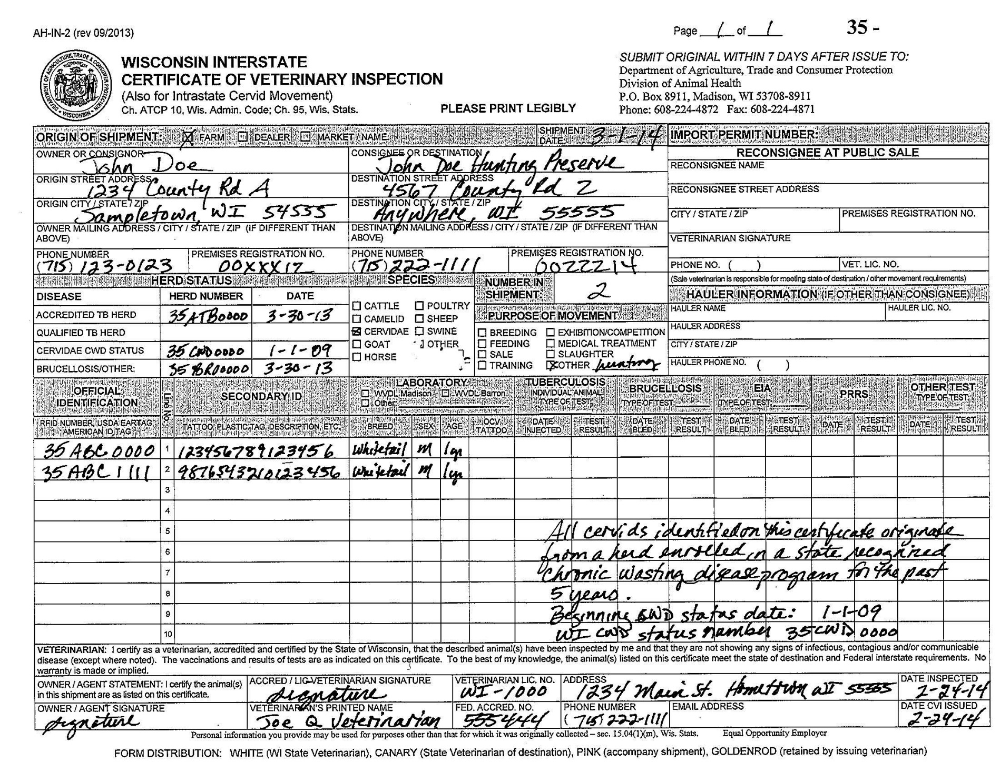 AH-IN-2 (rev 09/2013)
Page 1 of 1
35 -
WISCONSIN INTERSTATE
CERTIFICATE OF VETERINARY INSPECTION
(Also for Intrastate Cervid Movement)
Ch. ATCP 10, Wis. Admin. Code; Ch. 95, Wis. Stats.
PLEASE PRINT LEGIBLY
SUBMIT ORIGINAL WITHIN 7 DAYS AFTER ISSUE TO:
Department of Agriculture, Trade and Consumer Protection
Division of Animal Health
P.O. Box 8911, Madison, WI 53708-8911
Phone: 608-224-4872 Fax: 608-224-4871
ORIGIN OF SHIPMENT: FARM DEALER MARKET / NAME:
SHIPMENT DATE: 3-1-14
IMPORT PERMIT NUMBER:
OWNER OR CONSIGNOR
John Doe
CONSIGNEE OR DESTINATION
John Doe Hunting Preserve
RECONSIGNEE AT PUBLIC SALE
RECONSIGNEE NAME
ORIGIN STREET ADDRESS
1234 County Rd A
DESTINATION STREET ADDRESS
4567 County Rd Z
RECONSIGNEE STREET ADDRESS
ORIGIN CITY / STATE / ZIP
Sampletown, WI 54555
DESTINATION CITY / STATE / ZIP
Anywhere, WI 55555
CITY / STATE / ZIP
PREMISES REGISTRATION NO.
OWNER MAILING ADDRESS / CITY / STATE / ZIP (IF DIFFERENT THAN
ABOVE)
DESTINATION MAILING ADDRESS / CITY / STATE / ZIP (IF DIFFERENT THAN
ABOVE)
VETERINARIAN SIGNATURE
PHONE NUMBER
(715) 123-0123
PREMISES REGISTRATION NO.
00XXX12
PHONE NUMBER
(715) 222-1111
PREMISES REGISTRATION NO.
00ZZZ14
PHONE NO. ( )
VET. LIC. NO.
(Sale veterinarian is responsible for meeting state of destination / other movement requirements)
HERD STATUS
DISEASE HERD NUMBER DATE
ACCREDITED TB HERD 35ATB0000 3-30-13
QUALIFIED TB HERD
CERVIDAE CWD STATUS 35CWD0000 1-1-09
BRUCELLOSIS/OTHER: 35BR00000 3-30-13
SPECIES
CATTLE POULTRY
CAMELID SHEEP
CERVIDAE SWINE
GOAT OTHER
HORSE
NUMBER IN
SHIPMENT: 2
PURPOSE OF MOVEMENT
BREEDING EXHIBITION/COMPETITION
FEEDING MEDICAL TREATMENT
SALE SLAUGHTER
TRAINING OTHER hunting
HAULER INFORMATION (IF OTHER THAN CONSIGNEE)
HAULER NAME
HAULER LIC. NO.
HAULER ADDRESS
CITY / STATE / ZIP
HAULER PHONE NO. ( )
OFFICIAL
IDENTIFICATION
Line No.
SECONDARY ID
LABORATORY
WVDL Madison WVDL Barron
Other:
TUBERCULOSIS
INDIVIDUAL ANIMAL
TYPE OF TEST
BRUCELLOSIS
TYPE OF TEST
EIA
TYPE OF TEST
PRRS
OTHER TEST
TYPE OF TEST:
RFID NUMBER, USDA EARTAG
AMERICAN ID TAG
TATTOO, PLASTIC TAG, DESCRIPTION, ETC.
BREED
SEX
AGE
OCV TATTOO
DATE INJECTED
TEST RESULT
DATE BLED
TEST RESULT
DATE BLED
TEST RESULT
DATE
TEST RESULT
DATE
TEST RESULT
35 ABC 0000 1 123456789123456 Whitetail M 1yr
35 ABC 1111 2 9876543210123456 Whitetail M 1yr
3
4
5 All cervids identified on this certificate originate
6 from a herd enrolled in a state recognized
7 chronic wasting disease program for the past
8 5 years.
9 Beginning CWD status date: 1-1-09
10 WI CWD status number 35CWD0000
VETERINARIAN: I certify as a veterinarian, accredited and certified by the State of Wisconsin, that the described animal(s) have been inspected by me and that they are not showing any signs of infectious, contagious and/or communicable
disease (except where noted). The vaccinations and results of tests are as indicated on this certificate. To the best of my knowledge, the animal(s) listed on this certificate meet the state of destination and Federal interstate requirements. No
warranty is made or implied.
OWNER / AGENT STATEMENT: I certify the animal(s)
in this shipment are as listed on this certificate.
ACCRED / LIC VETERINARIAN SIGNATURE
signature
VETERINARIAN LIC. NO.
WI-1000
ADDRESS
1234 Main St. Hometown WI 55555
DATE INSPECTED
2-24-14
OWNER / AGENT SIGNATURE
signature
VETERINARIAN'S PRINTED NAME
Joe Q Veterinarian
FED. ACCRED. NO.
5554444
PHONE NUMBER
(715) 222-1111
EMAIL ADDRESS
DATE CVI ISSUED
2-24-14
Personal information you provide may be used for purposes other than that for which it was originally collected – sec. 15.04(1)(m), Wis. Stats. Equal Opportunity Employer
FORM DISTRIBUTION: WHITE (WI State Veterinarian), CANARY (State Veterinarian of destination), PINK (accompany shipment), GOLDENROD (retained by issuing veterinarian)